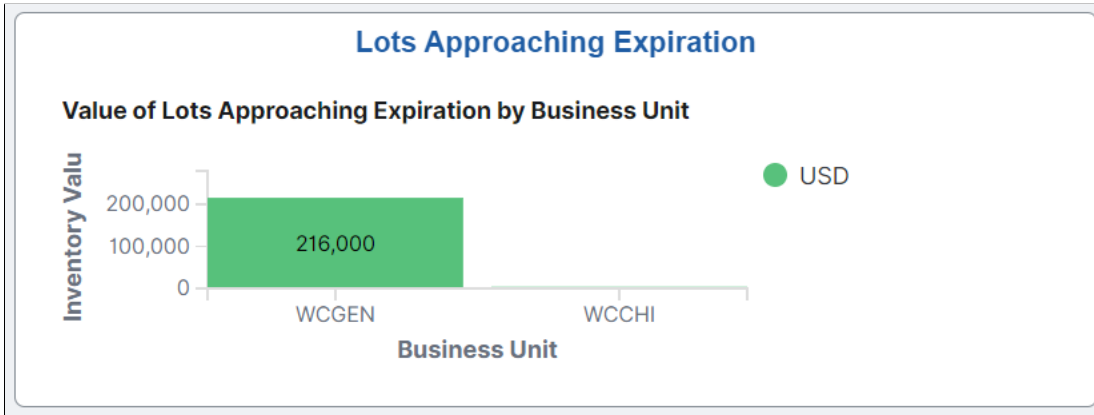 Lots Approaching Expiration
Value of Lots Approaching Expiration by Business Unit
Inventory Valu
200,000
100,000
0
216,000
WCGEN
WCCHI
Business Unit
USD